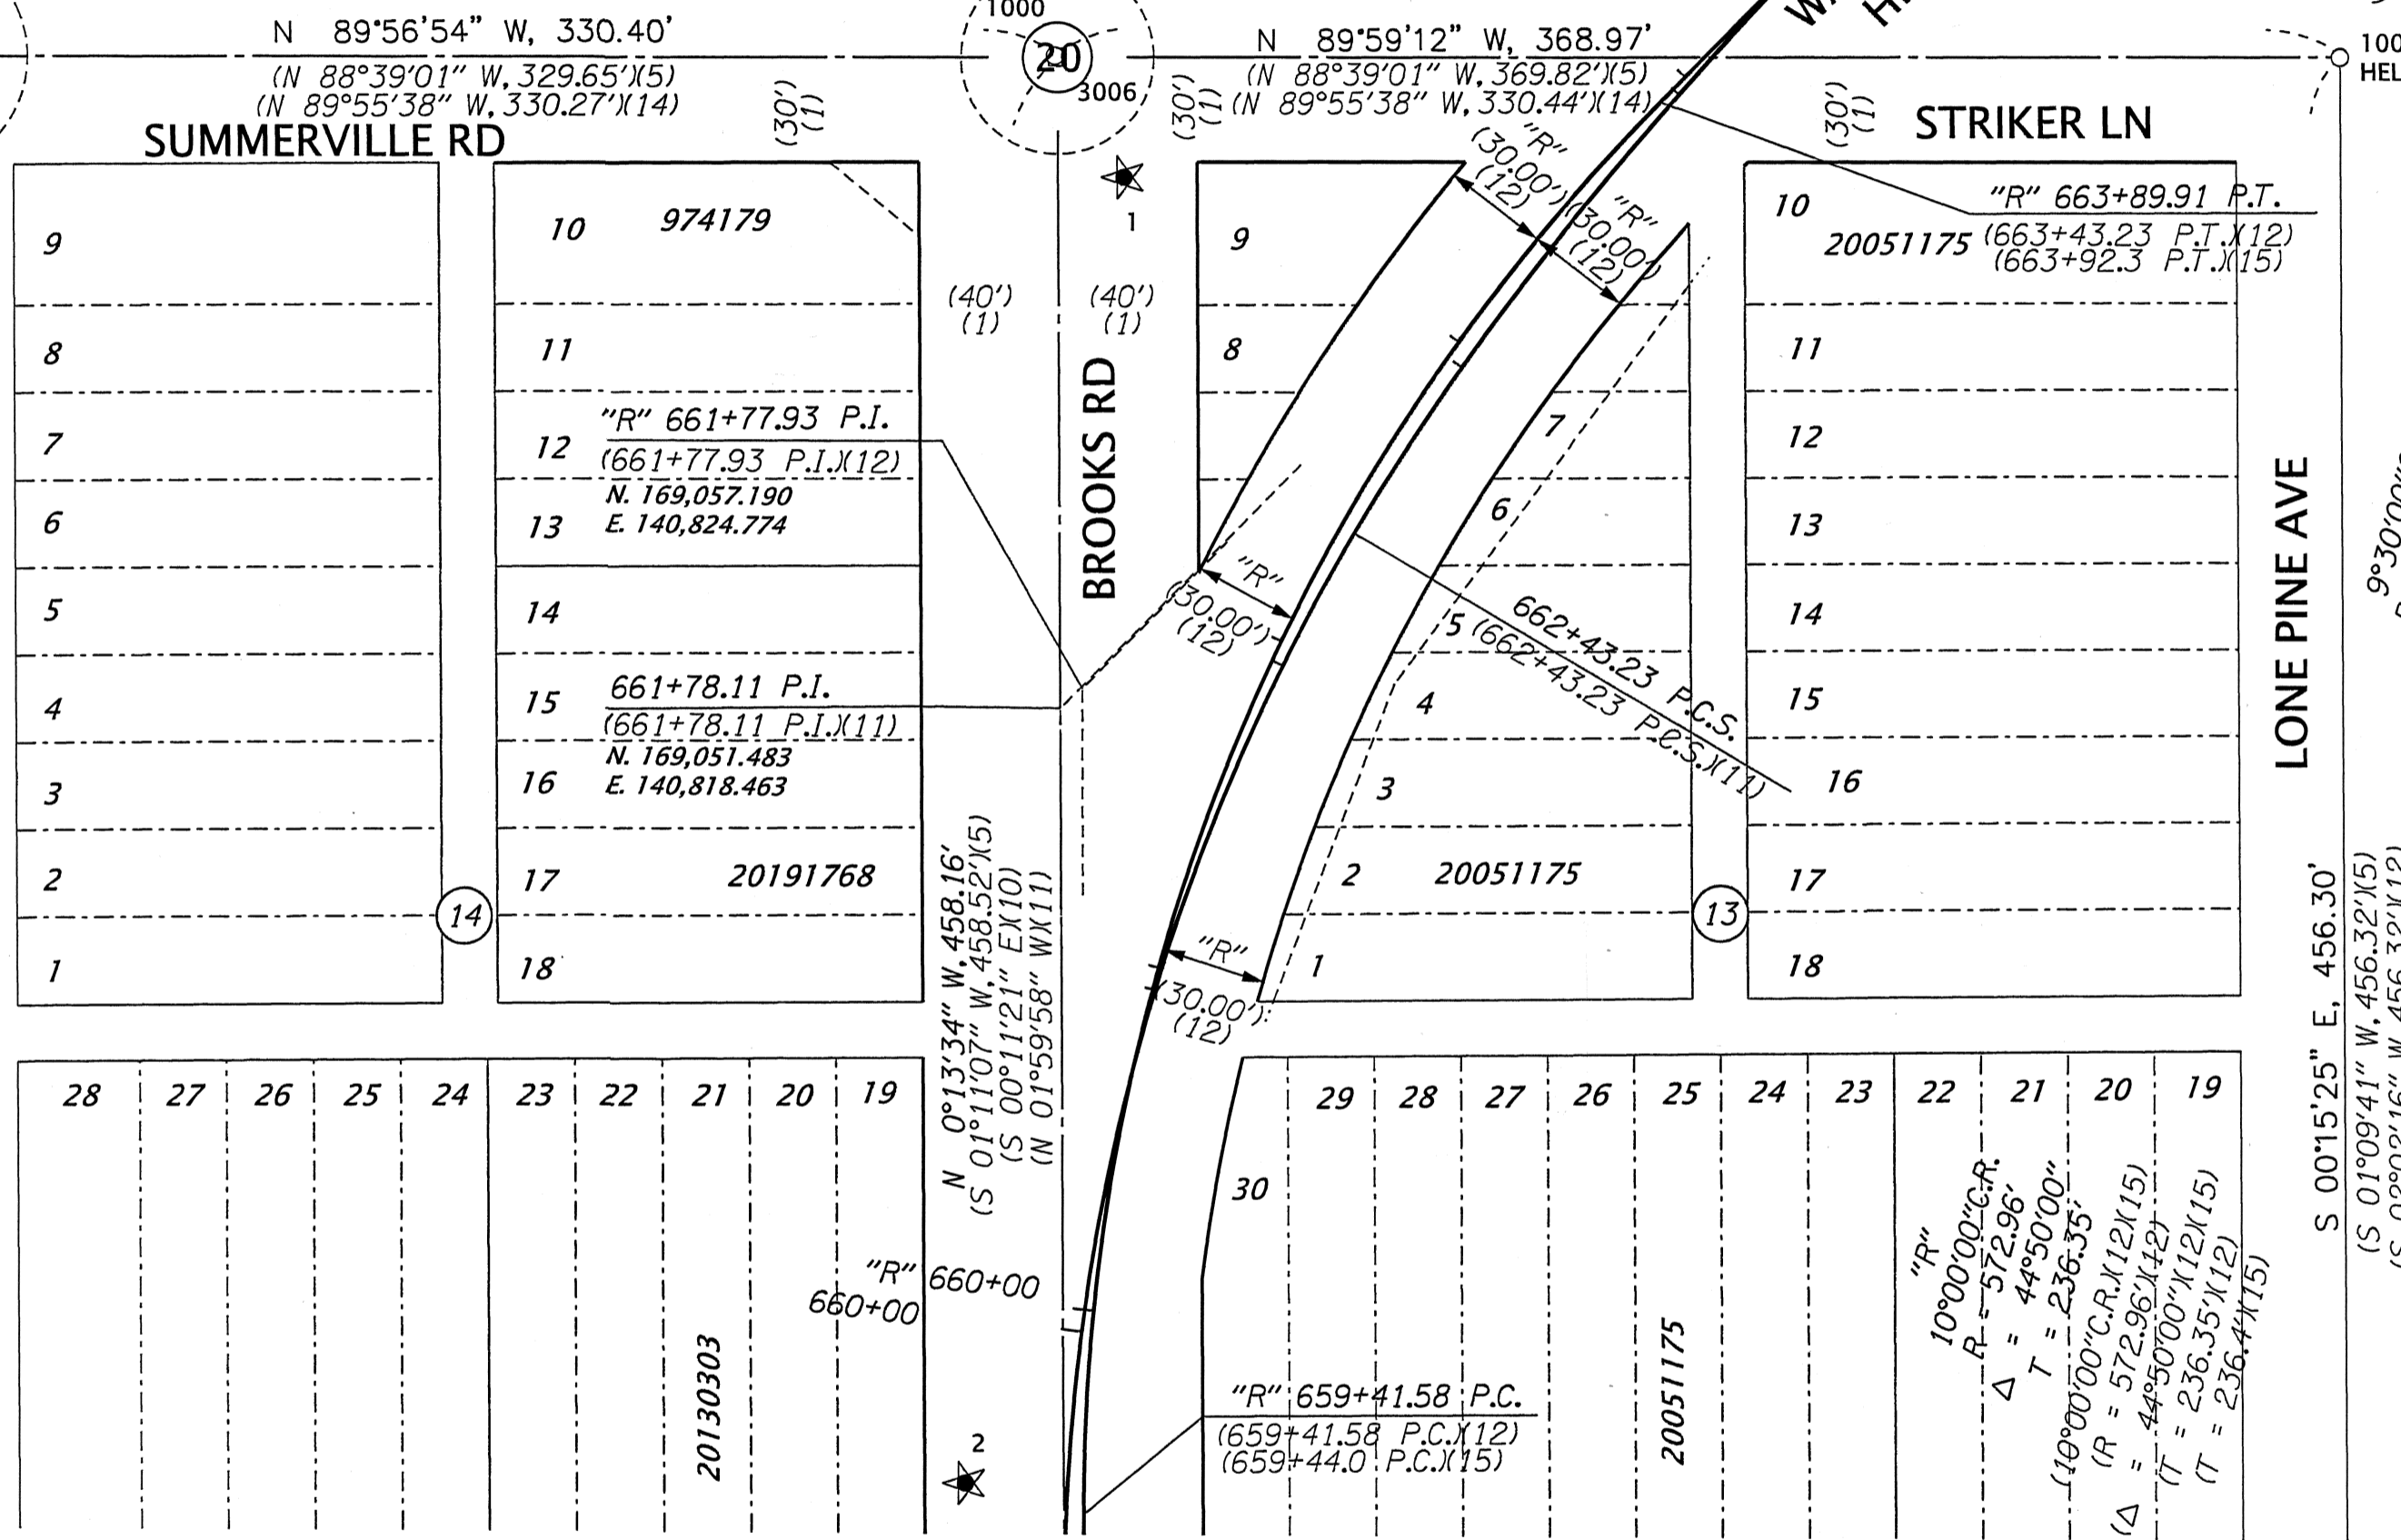 N 89°56'54" W, 330.40'
(N 88°39'01" W, 329.65')(5)
(N 89°55'38" W, 330.27')(14)
SUMMERVILLE RD
(30')
(1)
1000
20
3006
N 89°59'12" W, 368.97'
(N 88°39'01" W, 369.82')(5)
(N 89°55'38" W, 330.44')(14)
(30')
(1)
(30')
(1)
STRIKER LN
100
HEL
9
8
7
6
5
4
3
2
1
14
10 974179
11
12
"R" 661+77.93 P.I.
(661+77.93 P.I.)(12)
N. 169,057.190
E. 140,824.774
13
14
15
661+78.11 P.I.
(661+78.11 P.I.)(11)
N. 169,051.483
E. 140,818.463
16
17 20191768
18
1
(40')
(1)
(40')
(1)
BROOKS RD
N 0°13'34" W, 458.16'
(S 01°11'07" W, 458.52')(5)
(S 00°11'21" E)(10)
(N 01°59'58" W)(11)
9
8
"R"
(30.00')
(12)
"R"
(30.00')
(12)
"R"
(30.00')
(12)
"R"
(30.00')
(12)
7
6
5
4
3
2 20051175
1
662+43.23 P.C.S.
(662+43.23 P.C.S.)(11)
13
10
20051175
"R" 663+89.91 P.T.
(663+43.23 P.T.)(12)
(663+92.3 P.T.)(15)
11
12
13
14
15
16
17
18
LONE PINE AVE
9°30'00"
S 00°15'25" E, 456.30'
(S 01°09'41" W, 456.32')(5)
28 27 26 25 24 23 22 21 20 19
20130303
"R" 660+00
660+00
2
30 29 28 27 26 25 24 23 22 21 20 19
"R" 659+41.58 P.C.
(659+41.58 P.C.)(12)
(659+44.0 P.C.)(15)
20051175
"R"
10°00'00"C.R.
R = 572.96'
Δ = 44°50'00"
T = 236.35'
(10°00'00"C.R.)(12)(15)
(R = 572.96')(12)
(Δ = 44°50'00")(12)(15)
(T = 236.35')(12)
(T = 236.4')(15)